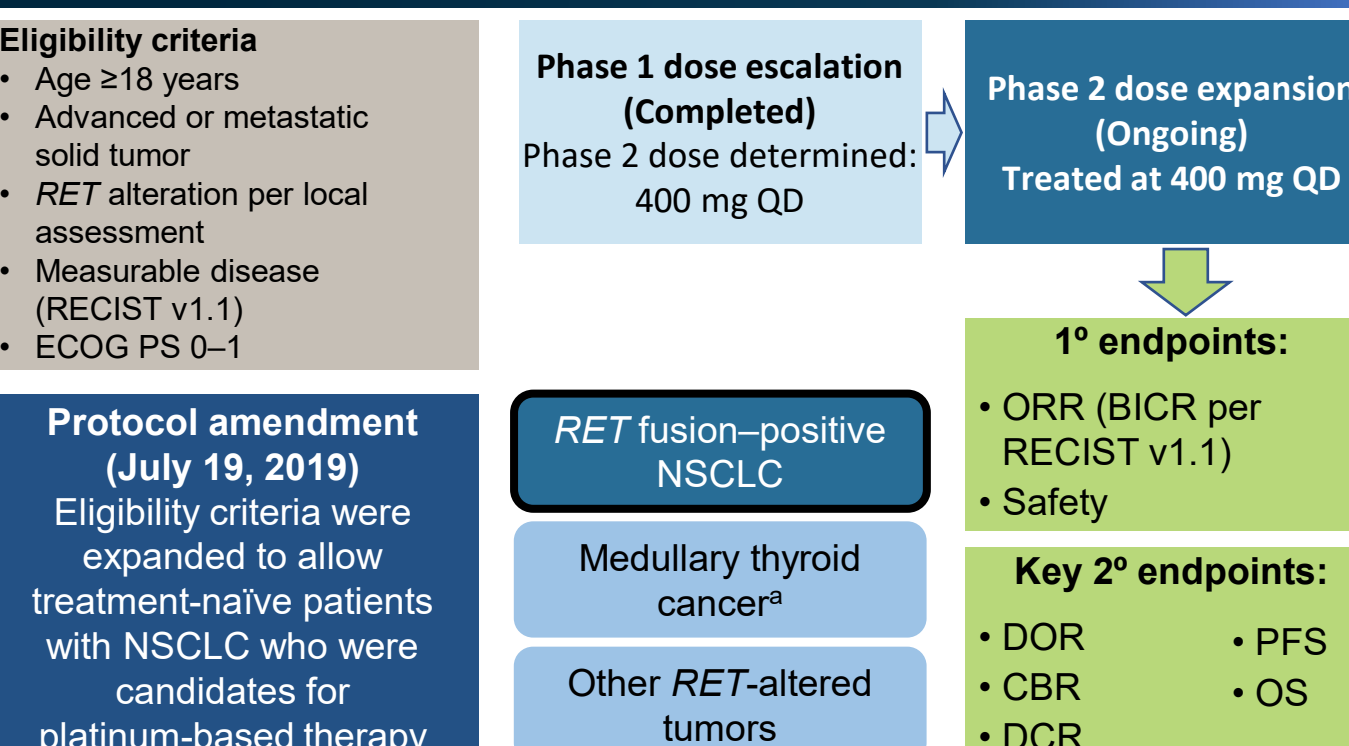 Eligibility criteria
• Age ≥18 years
• Advanced or metastatic
solid tumor
• RET alteration per local
assessment
• Measurable disease
(RECIST v1.1)
• ECOG PS 0–1
Protocol amendment
(July 19, 2019)
Eligibility criteria were
expanded to allow
treatment-naïve patients
with NSCLC who were
candidates for
platinum-based therapy
Phase 1 dose escalation
(Completed)
Phase 2 dose determined:
400 mg QD
RET fusion–positive
NSCLC
Medullary thyroid
cancerᵃ
Other RET-altered
tumors
Phase 2 dose expansion
(Ongoing)
Treated at 400 mg QD
1º endpoints:
• ORR (BICR per
RECIST v1.1)
• Safety
Key 2º endpoints:
• DOR
• CBR
• DCR
• PFS
• OS